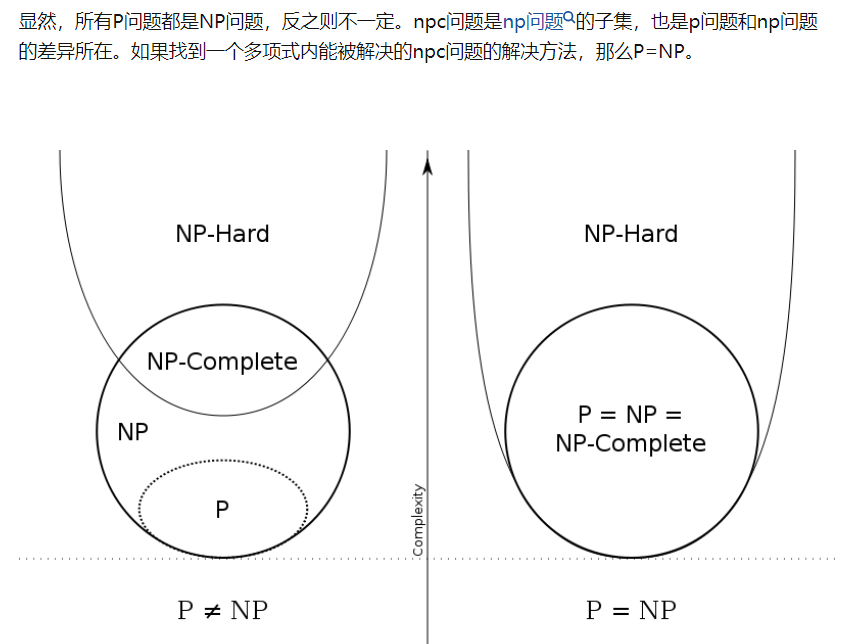 显然，所有P问题都是NP问题，反之则不一定。npc问题是np问题的子集，也是p问题和np问题
的差异所在。如果找到一个多项式内能被解决的npc问题的解决方法，那么P=NP。
NP-Hard
NP-Complete
NP
P
P ≠ NP
Complexity
NP-Hard
P = NP =
NP-Complete
P = NP